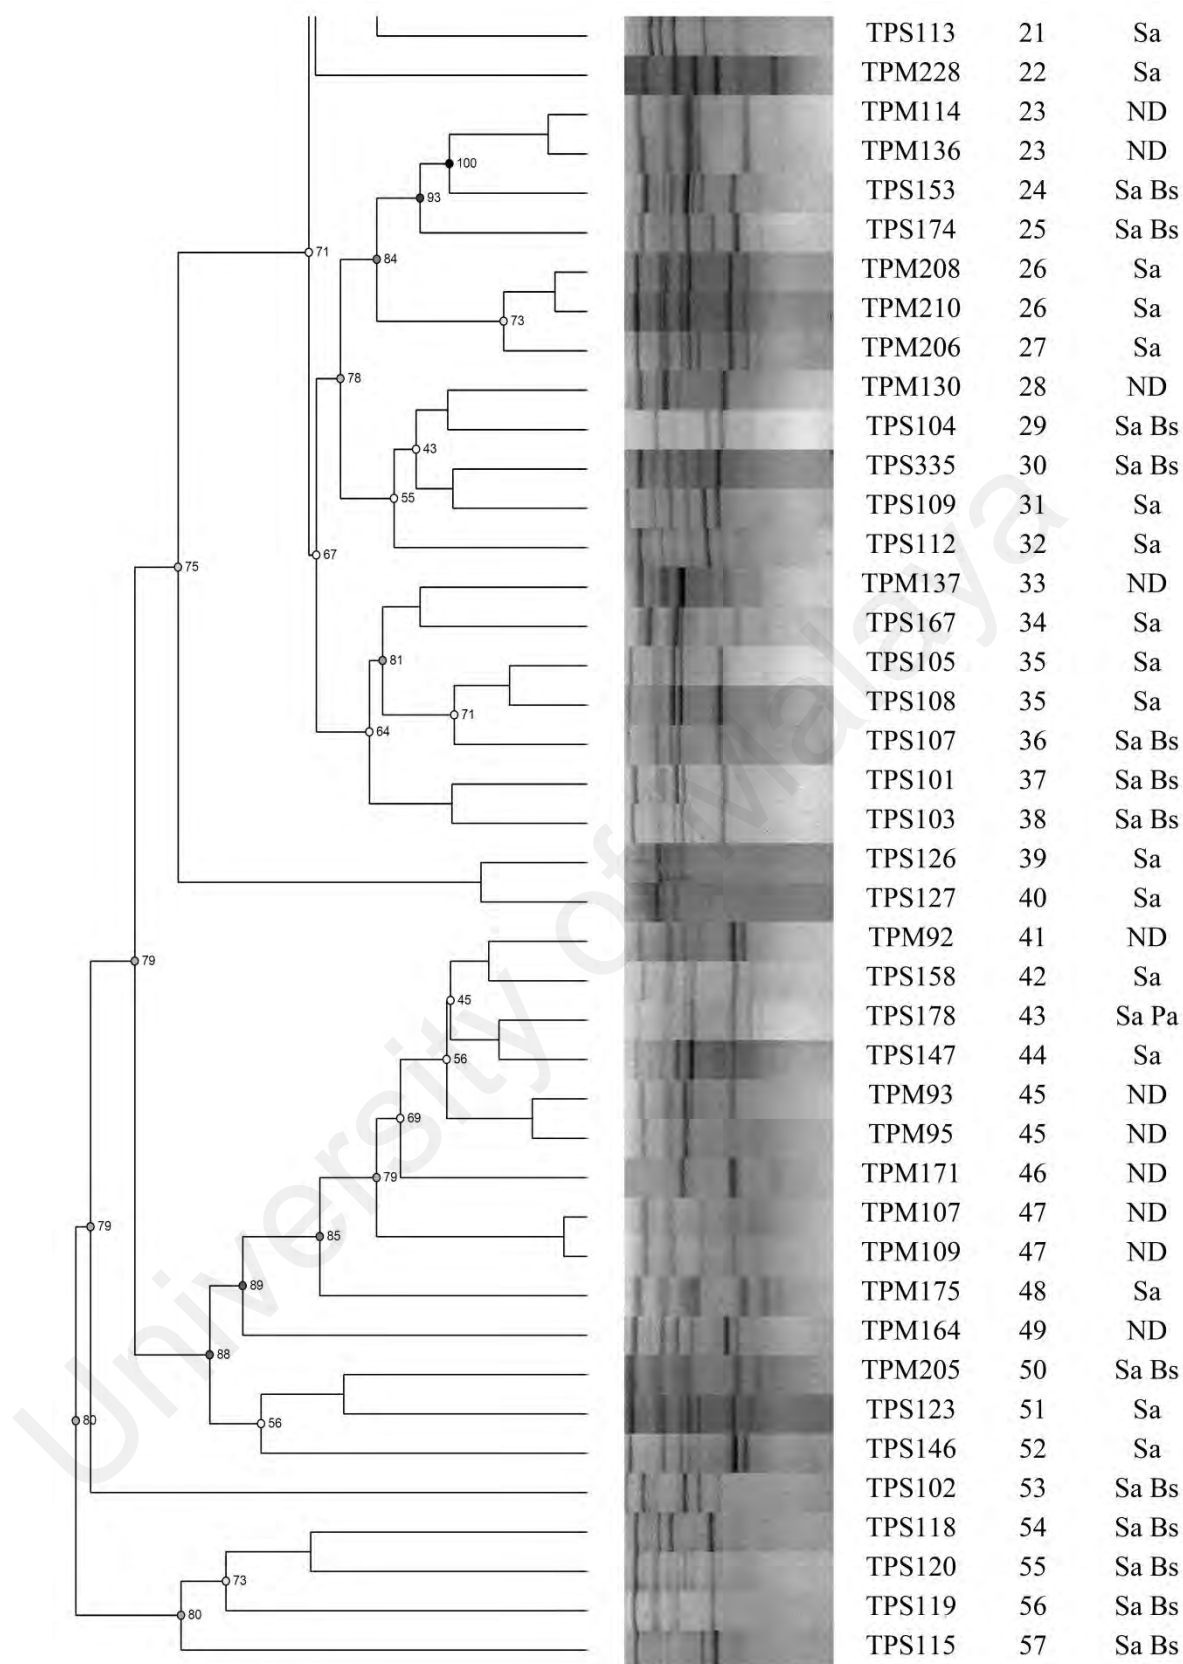 TPS113 21 Sa
TPM228 22 Sa
TPM114 23 ND
TPM136 23 ND
100
TPS153 24 Sa Bs
93
TPS174 25 Sa Bs
71
84
TPM208 26 Sa
TPM210 26 Sa
73
TPM206 27 Sa
78
TPM130 28 ND
TPS104 29 Sa Bs
43
TPS335 30 Sa Bs
55
TPS109 31 Sa
TPS112 32 Sa
67
75
TPM137 33 ND
TPS167 34 Sa
81
TPS105 35 Sa
TPS108 35 Sa
71
64
TPS107 36 Sa Bs
TPS101 37 Sa Bs
TPS103 38 Sa Bs
TPS126 39 Sa
TPS127 40 Sa
TPM92 41 ND
79
TPS158 42 Sa
45
TPS178 43 Sa Pa
56
TPS147 44 Sa
TPM93 45 ND
69
TPM95 45 ND
79
TPM171 46 ND
TPM107 47 ND
79
85
TPM109 47 ND
89
TPM175 48 Sa
TPM164 49 ND
88
TPM205 50 Sa Bs
TPS123 51 Sa
80
56
TPS146 52 Sa
TPS102 53 Sa Bs
TPS118 54 Sa Bs
TPS120 55 Sa Bs
73
TPS119 56 Sa Bs
80
TPS115 57 Sa Bs
University of Malaya